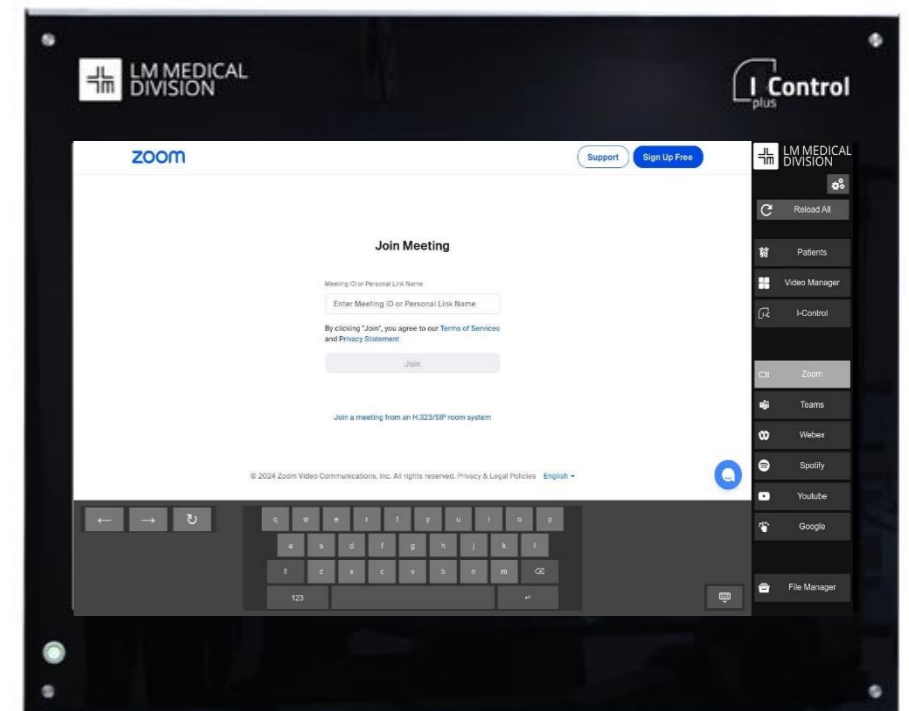 LM MEDICAL
DIVISION
I Control
plus
zoom
Support
Sign Up Free
LM MEDICAL
DIVISION
Reload All
Join Meeting
Patients
Meeting ID or Personal Link Name
Video Manager
Enter Meeting ID or Personal Link Name
I-Control
By clicking "Join", you agree to our Terms of Services
and Privacy Statement
Join
Zoom
Teams
Join a meeting from an H.323/SIP room system
Webex
Spotify
© 2024 Zoom Video Communications, Inc. All rights reserved. Privacy & Legal Policies English
Youtube
Google
q w e r t y u i o p
a s d f g h j k l
z x c v b n m
123
File Manager